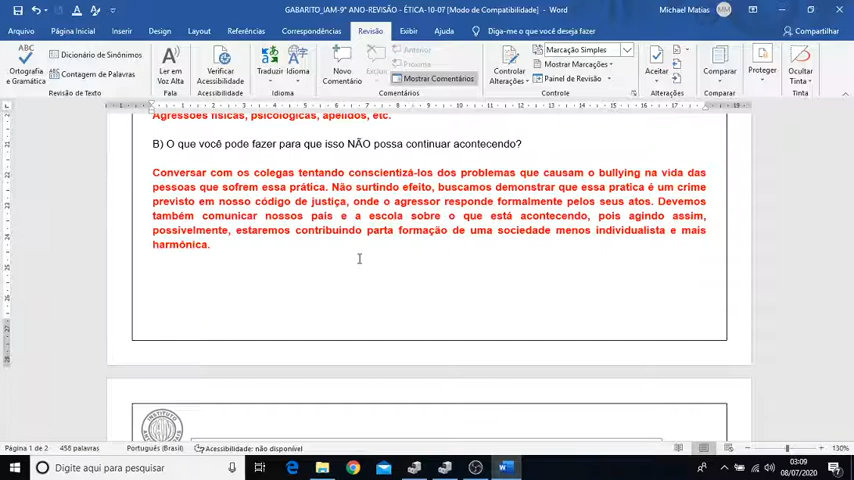 GABARITO_IAM-9° ANO-REVISÃO - ÉTICA-10-07 [Modo de Compatibilidade] - Word
Michael Matias MM
Arquivo Página Inicial Inserir Design Layout Referências Correspondências Revisão Exibir Ajuda Diga-me o que você deseja fazer Compartilhar
ABC
Ortografia e Gramática
Dicionário de Sinônimos
Contagem de Palavras
Revisão de Texto
Ler em Voz Alta
Fala
Verificar Acessibilidade
Acessibilidade
Traduzir Idioma
Idioma
Novo Comentário
Excluir
Anterior
Próximo
Mostrar Comentários
Comentários
Controlar Alterações
Marcação Simples
Mostrar Marcações
Painel de Revisão
Controle
Aceitar
Alterações
Comparar
Comparar
Proteger
Ocultar Tinta
Tinta
Agressões físicas, psicológicas, apelidos, etc.
B) O que você pode fazer para que isso NÃO possa continuar acontecendo?
Conversar com os colegas tentando conscientizá-los dos problemas que causam o bullying na vida das
pessoas que sofrem essa prática. Não surtindo efeito, buscamos demonstrar que essa pratica é um crime
previsto em nosso código de justiça, onde o agressor responde formalmente pelos seus atos. Devemos
também comunicar nossos pais e a escola sobre o que está acontecendo, pois agindo assim,
possivelmente, estaremos contribuindo parta formação de uma sociedade menos individualista e mais
harmônica.
INSTITUTO
Página 1 de 2 458 palavras Português (Brasil) Acessibilidade: não disponível 130%
Digite aqui para pesquisar
03:09
08/07/2020